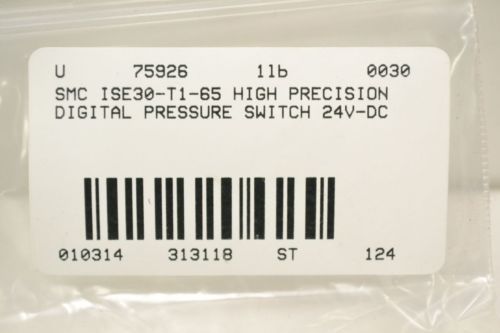 U 75926 1lb 0030
SMC ISE30-T1-65 HIGH PRECISION
DIGITAL PRESSURE SWITCH 24V-DC
010314 313118 ST 124